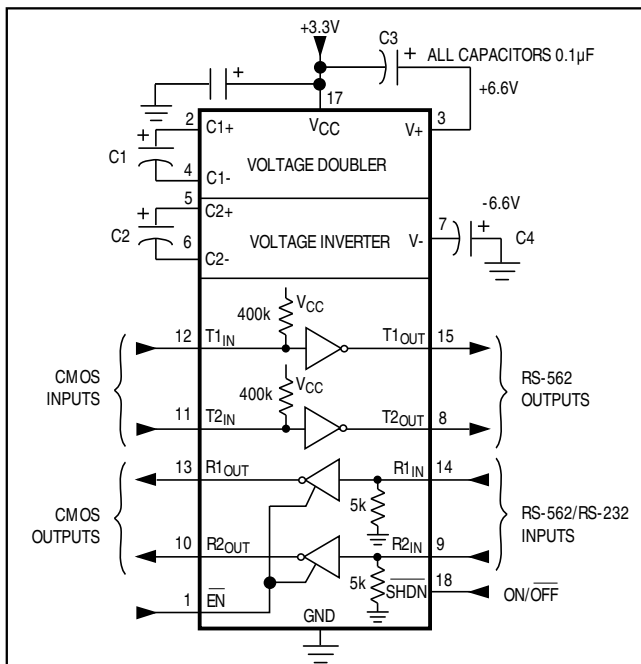 +3.3V
C3
+
ALL CAPACITORS 0.1µF
+
+6.6V
17
2
C1+
VCC
V+
3
+
C1
VOLTAGE DOUBLER
4
C1-
5
C2+
-6.6V
+
C2
6
VOLTAGE INVERTER
V-
7
+
C4
C2-
400k
VCC
12
T1IN
T1OUT
15
CMOS
INPUTS
400k
VCC
RS-562
OUTPUTS
11
T2IN
T2OUT
8
13
R1OUT
R1IN
14
CMOS
OUTPUTS
5k
RS-562/RS-232
INPUTS
10
R2OUT
R2IN
9
5k
S̅H̅D̅N̅
18
ON/O̅F̅F̅
1
E̅N̅
GND